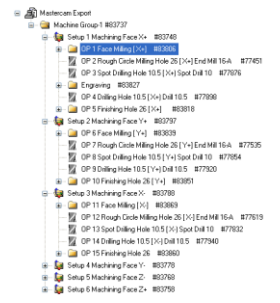 Mastercam Export
Machine Group-1 #83737
Setup 1 Machining Face X+ #83748
OP 1 Face Milling [X+] #83806
OP 2 Rough Circle Milling Hole 26 [X+] End Mill 16-A #77451
OP 3 Spot Drilling Hole 10.5 [X+] Spot Drill 10 #77876
Engraving #83827
OP 4 Drilling Hole 10.5 [X+] Drill 10.5 #77898
OP 5 Finishing Hole 26 [X+] #83818
Setup 2 Machining Face Y+ #83797
OP 6 Face Milling [Y+] #83839
OP 7 Rough Circle Milling Hole 26 [Y+] End Mill 16-A #77535
OP 8 Spot Drilling Hole 10.5 [Y+] Spot Drill 10 #77854
OP 9 Drilling Hole 10.5 [Y+] Drill 10.5 #77920
OP 10 Finishing Hole 26 [Y+] #83851
Setup 3 Machining Face X- #83788
OP 11 Face Milling [X-] #83869
OP 12 Rough Circle Milling Hole 26 [X-] End Mill 16-A #77619
OP 13 Spot Drilling Hole 10.5 [X-] Spot Drill 10 #77832
OP 14 Drilling Hole 10.5 [X-] Drill 10.5 #77940
OP 15 Finishing Hole 26 #83860
Setup 4 Machining Face Y- #83778
Setup 5 Machining Face Z- #83768
Setup 6 Machining Face Z+ #83758